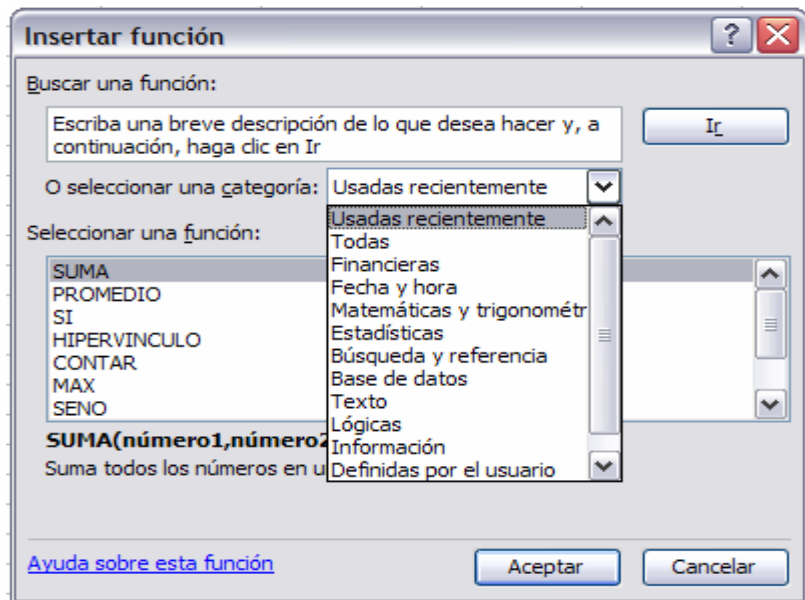 Insertar función
Buscar una función:
Escriba una breve descripción de lo que desea hacer y, a
continuación, haga clic en Ir
Ir
O seleccionar una categoría:
Usadas recientemente
Usadas recientemente
Todas
Financieras
Fecha y hora
Matemáticas y trigonométr
Estadísticas
Búsqueda y referencia
Base de datos
Texto
Lógicas
Información
Definidas por el usuario
Seleccionar una función:
SUMA
PROMEDIO
SI
HIPERVINCULO
CONTAR
MAX
SENO
SUMA(número1,número2
Suma todos los números en u
Ayuda sobre esta función
Aceptar
Cancelar